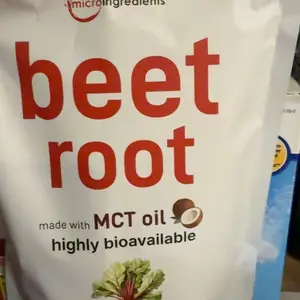 microingredients
beet
root
made with MCT oil
highly bioavailable